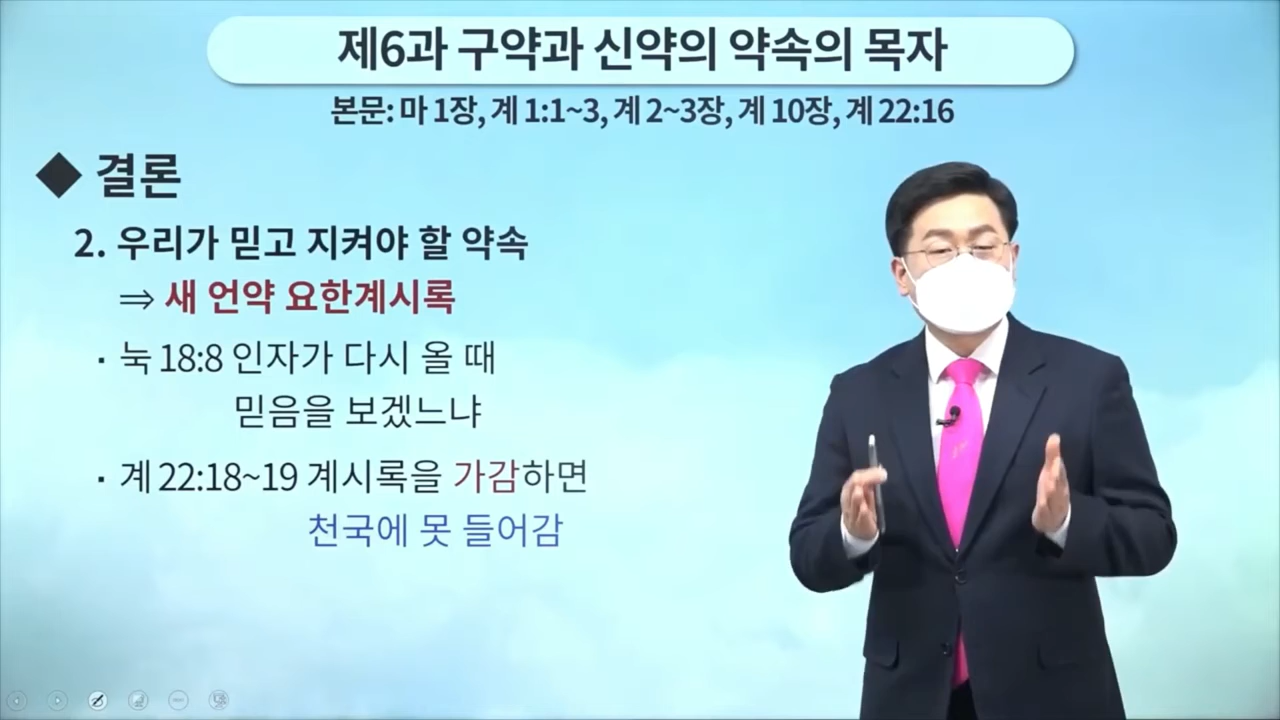 제6과 구약과 신약의 약속의 목자
본문: 마 1장, 계 1:1~3, 계 2~3장, 계 10장, 계 22:16
◆ 결론
2. 우리가 믿고 지켜야 할 약속
⇒ 새 언약 요한계시록
· 눅 18:8 인자가 다시 올 때
믿음을 보겠느냐
· 계 22:18~19 계시록을 가감하면
천국에 못 들어감